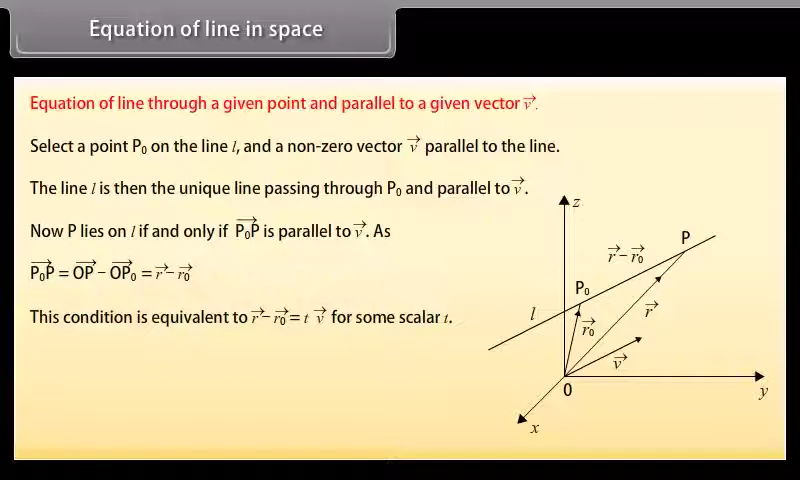 Equation of line in space
Equation of line through a given point and parallel to a given vector v⃗.
Select a point P₀ on the line l, and a non-zero vector v⃗ parallel to the line.
The line l is then the unique line passing through P₀ and parallel to v⃗.
Now P lies on l if and only if P₀P⃗ is parallel to v⃗. As
P₀P⃗ = OP⃗ – OP₀⃗ = r⃗ – r₀⃗
This condition is equivalent to r⃗ – r₀⃗ = t v⃗ for some scalar t.
z
P
r⃗ – r₀⃗
P₀
r⃗
l
r₀⃗
v⃗
O
y
x